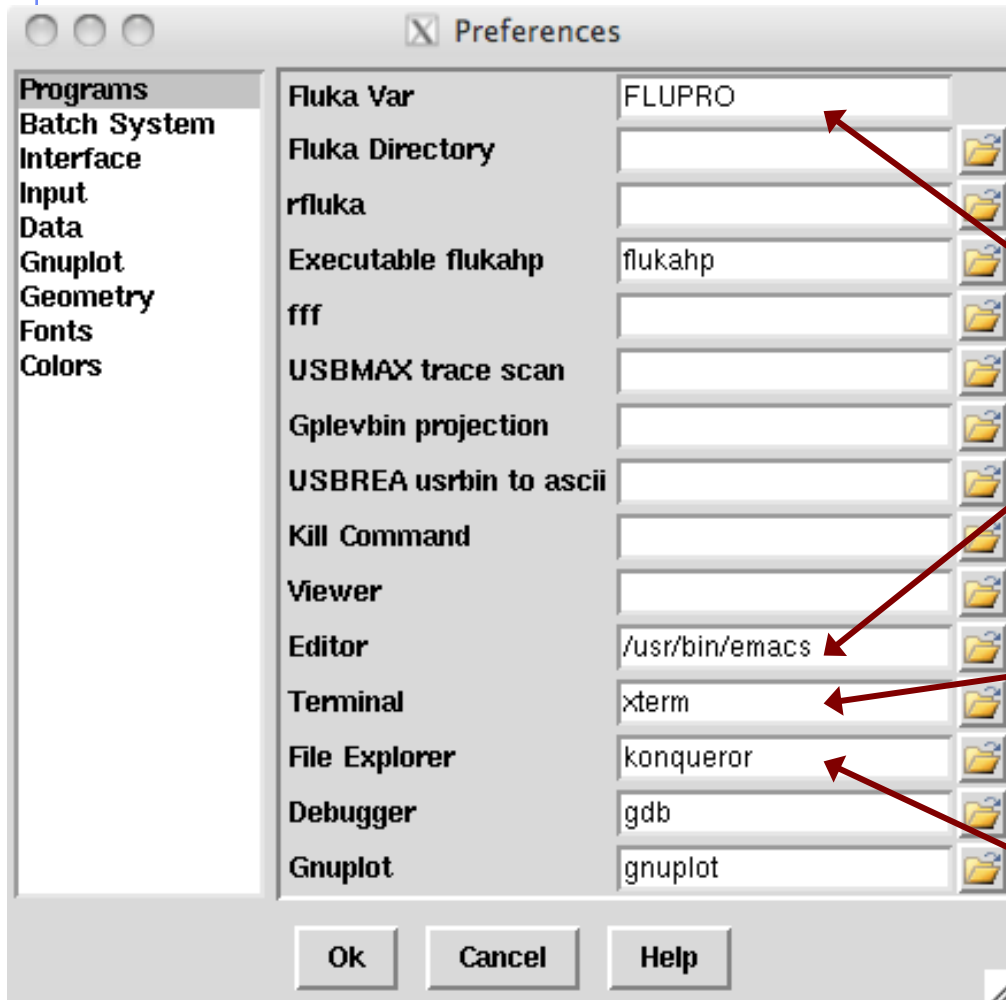 Preferences
Programs
Batch System
Interface
Input
Data
Gnuplot
Geometry
Fonts
Colors
Fluka Var FLUPRO
Fluka Directory
rfluka
Executable flukahp flukahp
fff
USBMAX trace scan
Gplevbin projection
USBREA usrbin to ascii
Kill Command
Viewer
Editor /usr/bin/emacs
Terminal xterm
File Explorer konqueror
Debugger gdb
Gnuplot gnuplot
Ok Cancel Help